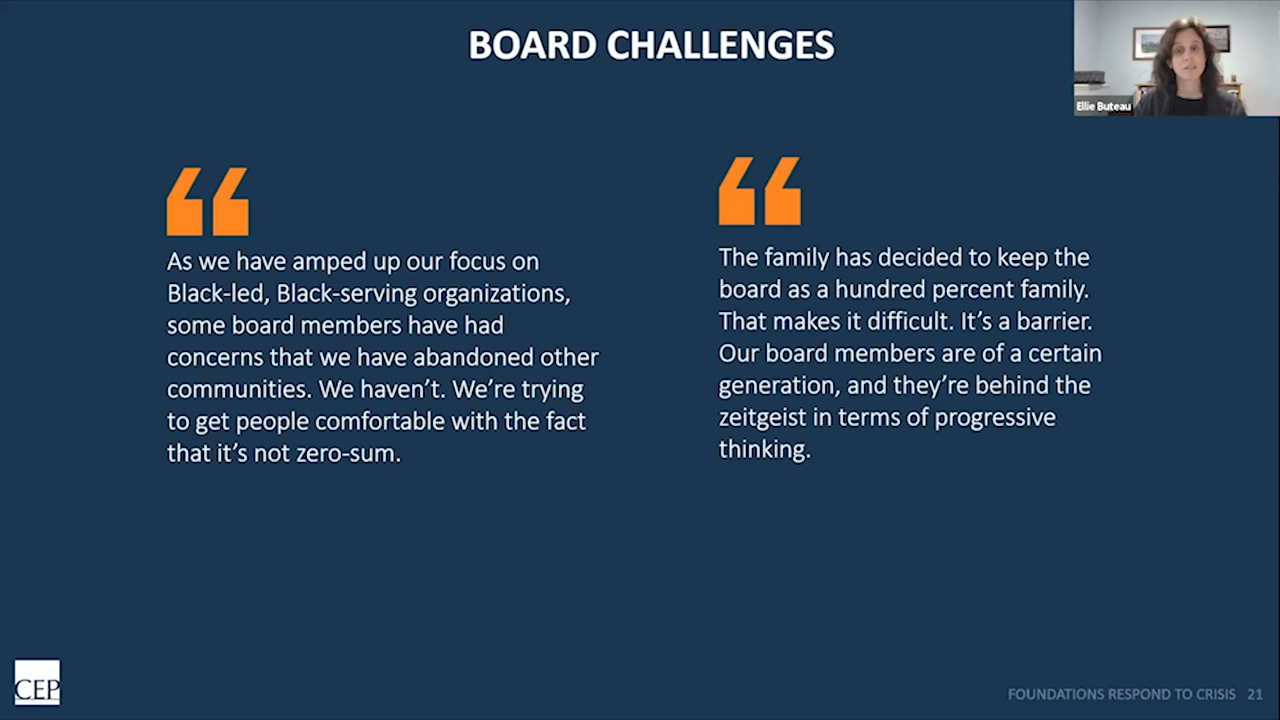 BOARD CHALLENGES
Ellie Buteau
“
As we have amped up our focus on
Black-led, Black-serving organizations,
some board members have had
concerns that we have abandoned other
communities. We haven’t. We’re trying
to get people comfortable with the fact
that it’s not zero-sum.
“
The family has decided to keep the
board as a hundred percent family.
That makes it difficult. It’s a barrier.
Our board members are of a certain
generation, and they’re behind the
zeitgeist in terms of progressive
thinking.
CEP
FOUNDATIONS RESPOND TO CRISIS 21